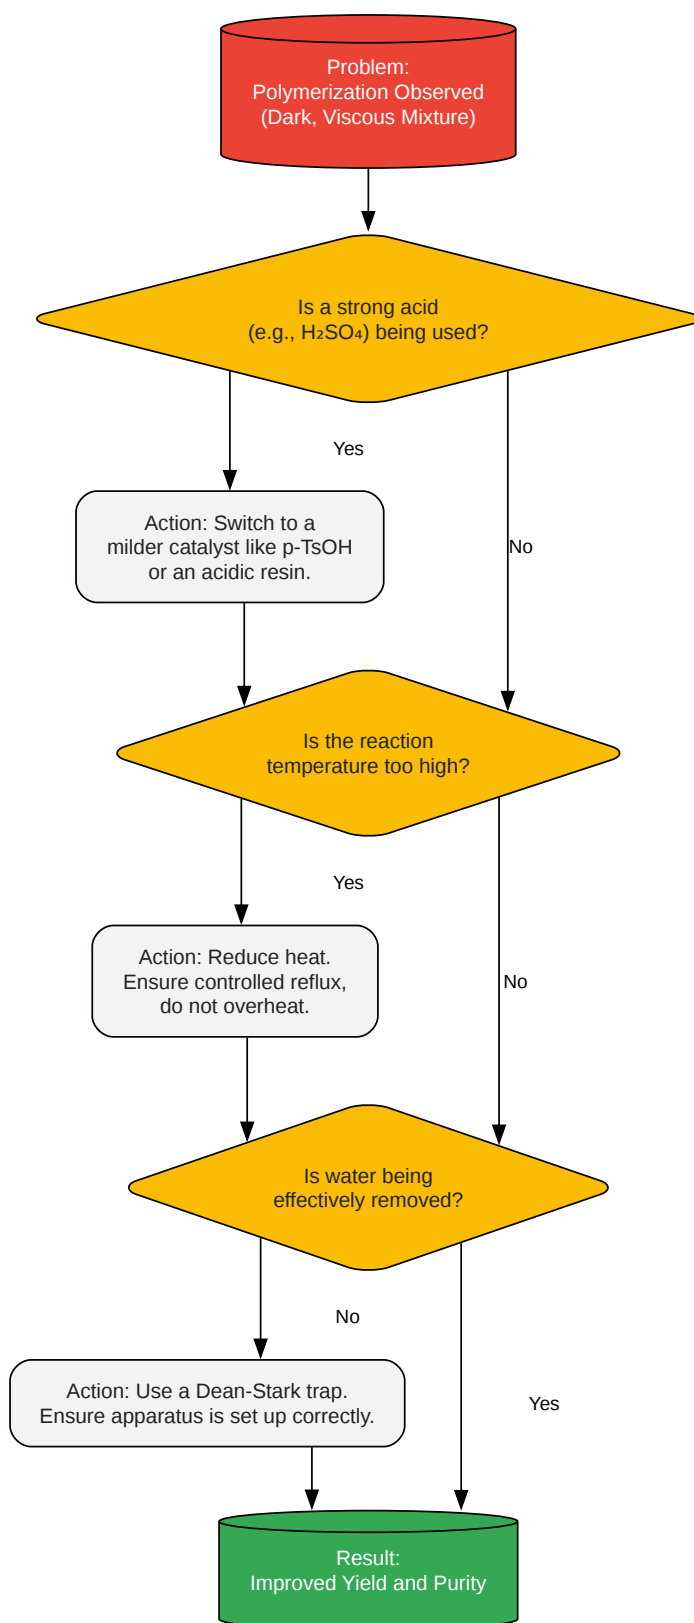 Problem:
Polymerization Observed
(Dark, Viscous Mixture)
Is a strong acid
(e.g., H₂SO₄) being used?
Yes
Action: Switch to a
milder catalyst like p-TsOH
or an acidic resin.
No
Is the reaction
temperature too high?
Yes
Action: Reduce heat.
Ensure controlled reflux,
do not overheat.
No
Is water being
effectively removed?
No
Action: Use a Dean-Stark trap.
Ensure apparatus is set up correctly.
Yes
Result:
Improved Yield and Purity